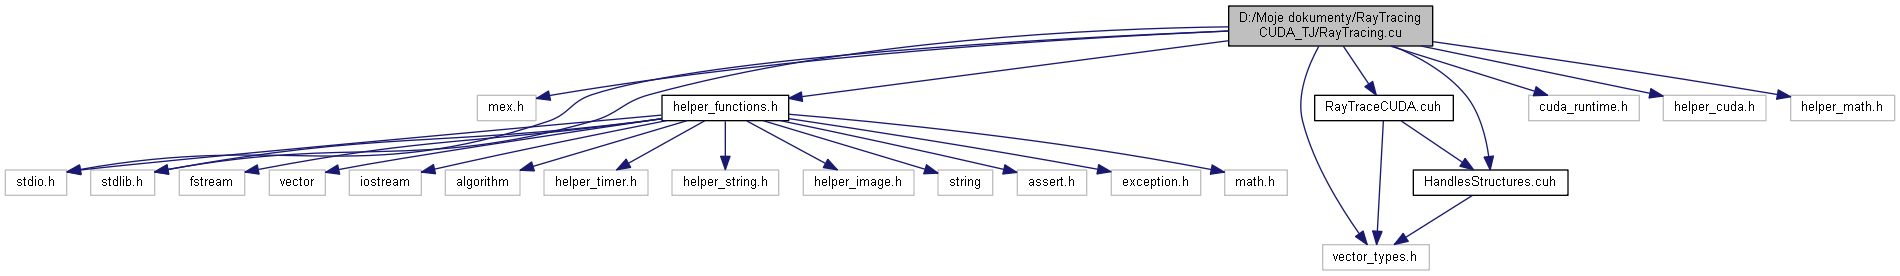 D:/Moje dokumenty/RayTracing
CUDA_TJ/RayTracing.cu
mex.h
helper_functions.h
RayTraceCUDA.cuh
cuda_runtime.h
helper_cuda.h
helper_math.h
stdio.h
stdlib.h
fstream
vector
iostream
algorithm
helper_timer.h
helper_string.h
helper_image.h
string
assert.h
exception.h
math.h
HandlesStructures.cuh
vector_types.h